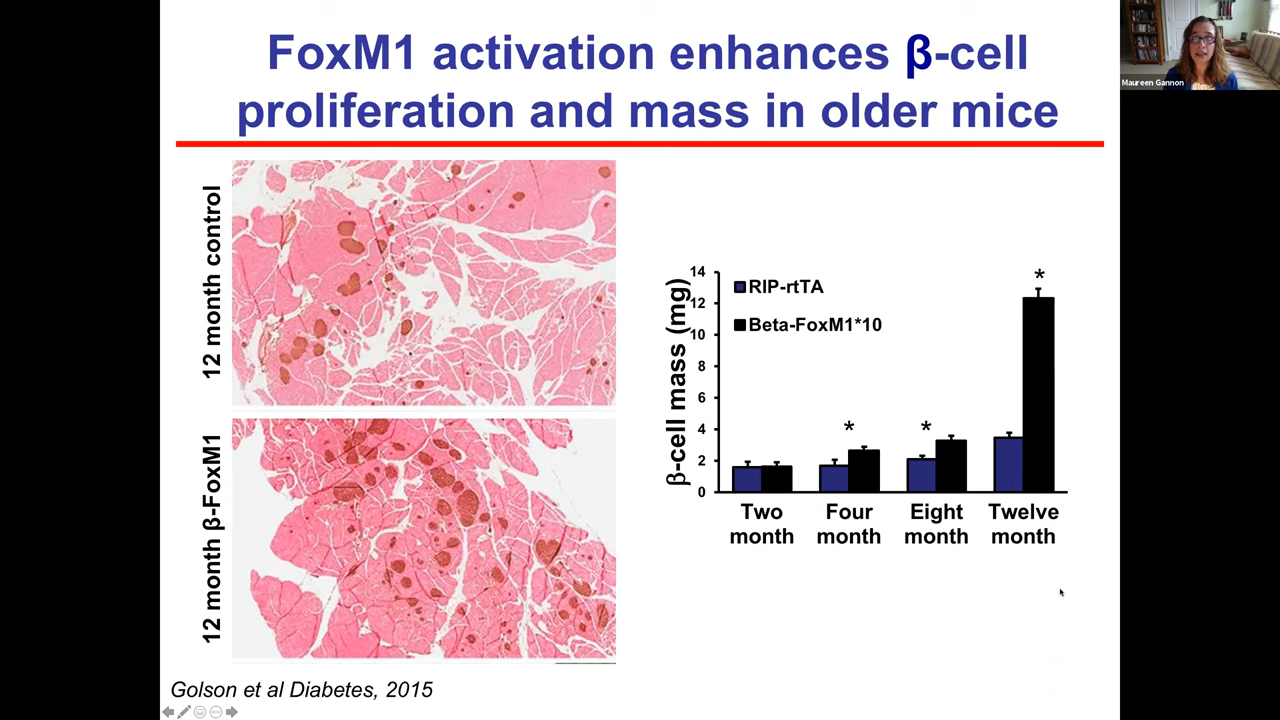 FoxM1 activation enhances β-cell
proliferation and mass in older mice
Maureen Gannon
12 month control
12 month β-FoxM1
β-cell mass (mg)
14
12
10
8
6
4
2
0
RIP-rtTA
Beta-FoxM1*10
*
*
*
Two
month
Four
month
Eight
month
Twelve
month
Golson et al Diabetes, 2015